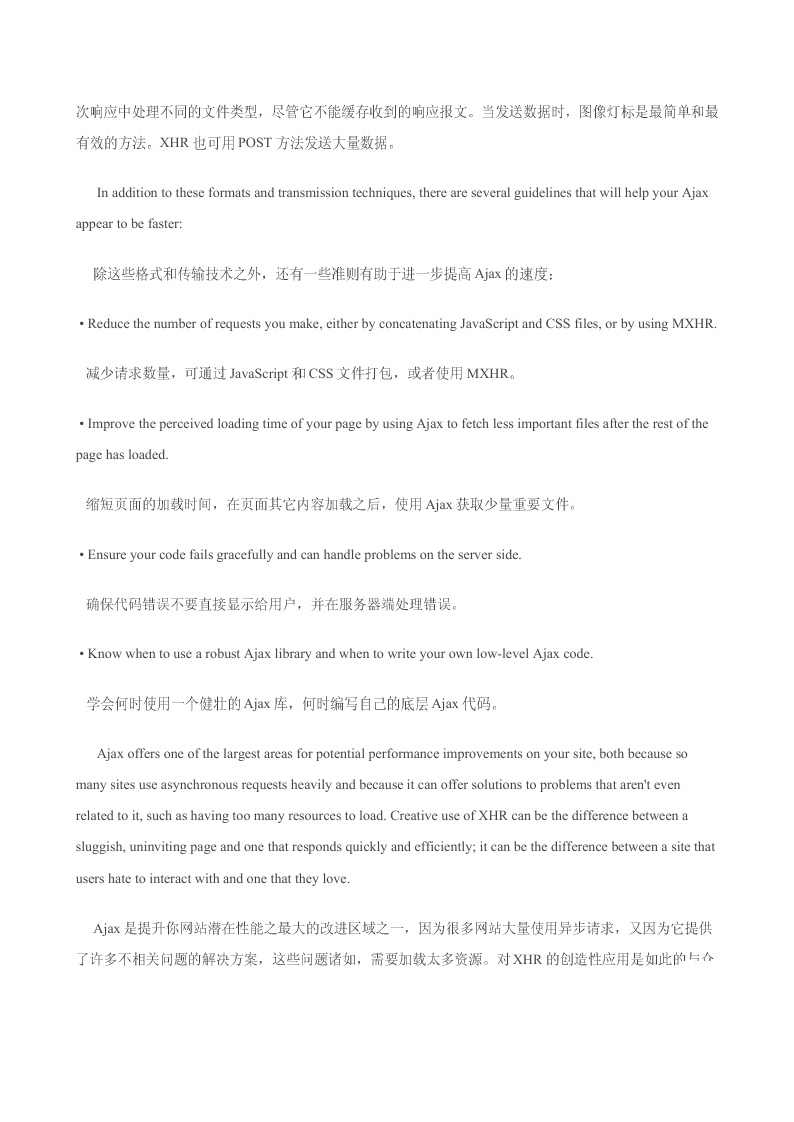 次响应中处理不同的文件类型，尽管它不能缓存收到的响应报文。当发送数据时，图像灯标是最简单和最
有效的方法。XHR 也可用 POST 方法发送大量数据。
In addition to these formats and transmission techniques, there are several guidelines that will help your Ajax
appear to be faster:
除这些格式和传输技术之外，还有一些准则有助于进一步提高 Ajax 的速度：
• Reduce the number of requests you make, either by concatenating JavaScript and CSS files, or by using MXHR.
减少请求数量，可通过 JavaScript 和 CSS 文件打包，或者使用 MXHR。
• Improve the perceived loading time of your page by using Ajax to fetch less important files after the rest of the
page has loaded.
缩短页面的加载时间，在页面其它内容加载之后，使用 Ajax 获取少量重要文件。
• Ensure your code fails gracefully and can handle problems on the server side.
确保代码错误不要直接显示给用户，并在服务器端处理错误。
• Know when to use a robust Ajax library and when to write your own low-level Ajax code.
学会何时使用一个健壮的 Ajax 库，何时编写自己的底层 Ajax 代码。
Ajax offers one of the largest areas for potential performance improvements on your site, both because so
many sites use asynchronous requests heavily and because it can offer solutions to problems that aren't even
related to it, such as having too many resources to load. Creative use of XHR can be the difference between a
sluggish, uninviting page and one that responds quickly and efficiently; it can be the difference between a site that
users hate to interact with and one that they love.
Ajax 是提升你网站潜在性能之最大的改进区域之一，因为很多网站大量使用异步请求，又因为它提供
了许多不相关问题的解决方案，这些问题诸如，需要加载太多资源。对 XHR 的创造性应用是如此的